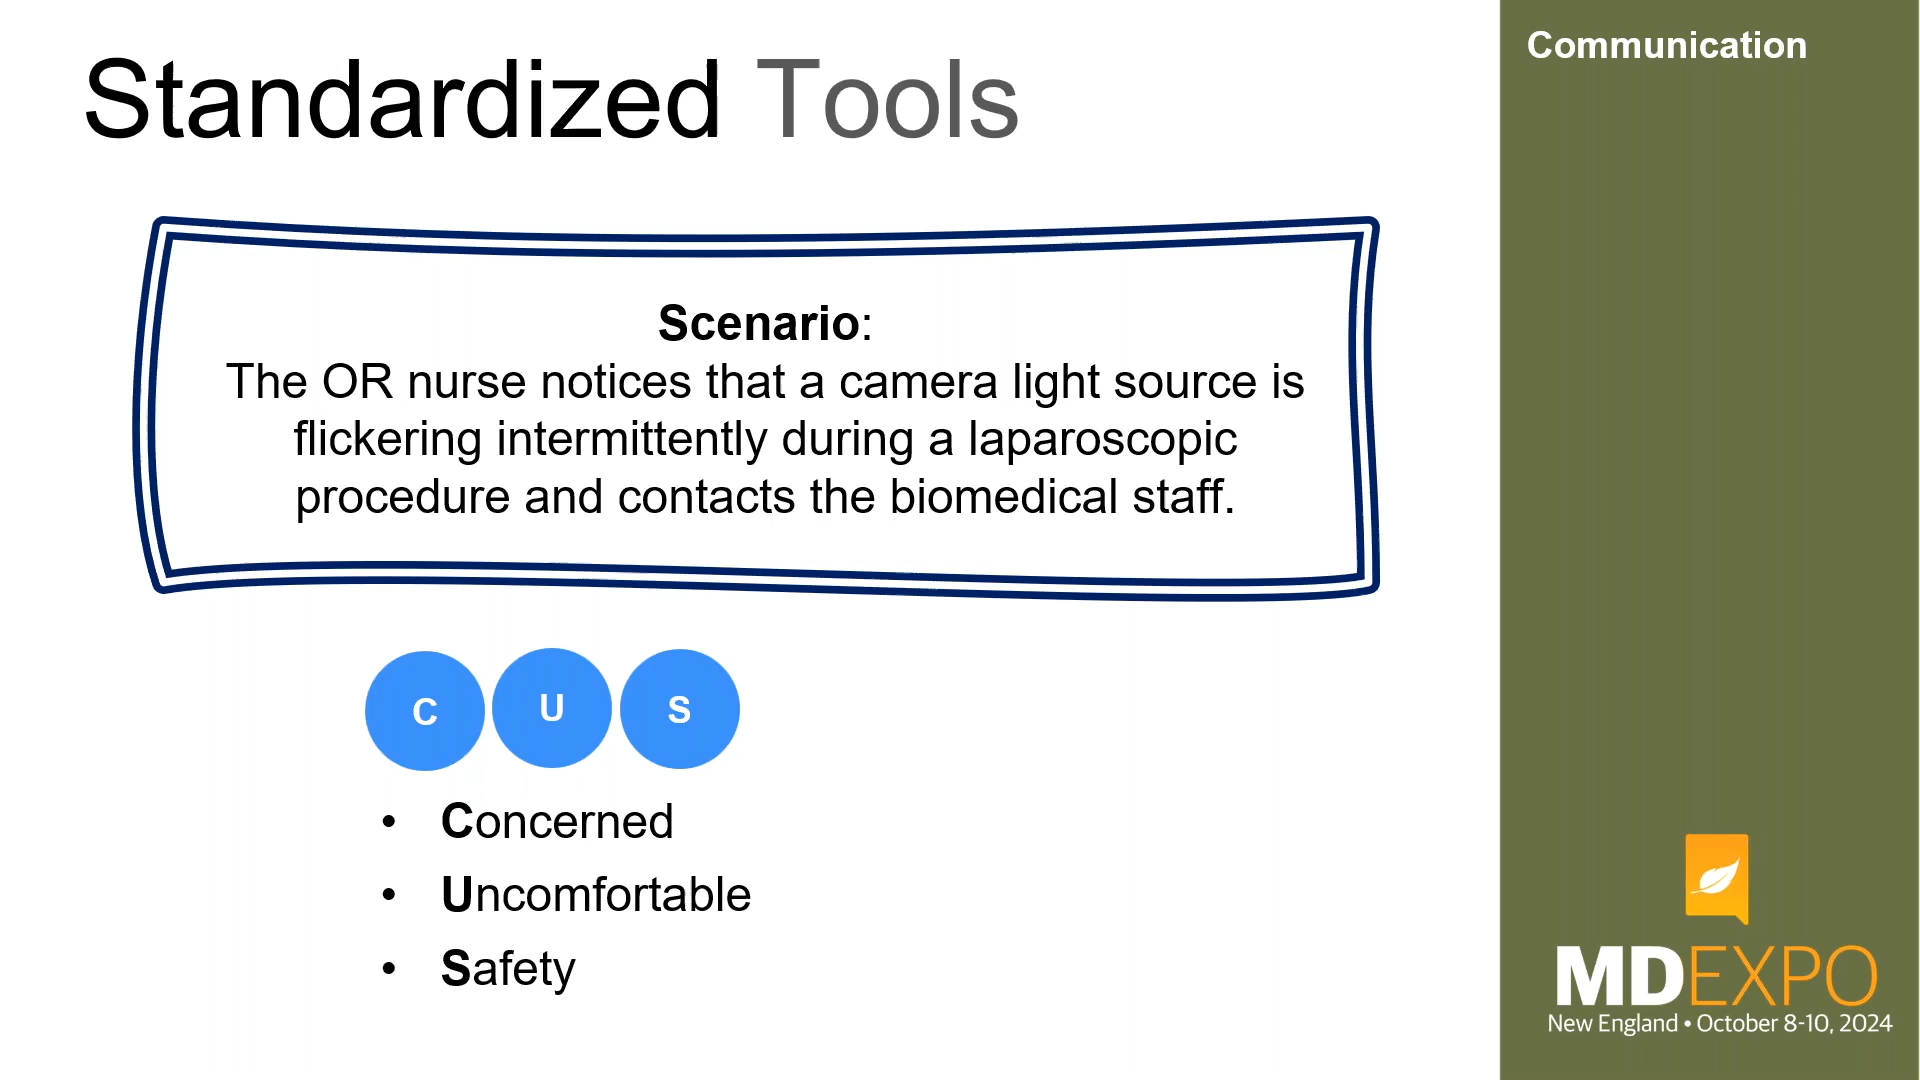 Standardized Tools
Communication
Scenario:
The OR nurse notices that a camera light source is
flickering intermittently during a laparoscopic
procedure and contacts the biomedical staff.
C U S
• Concerned
• Uncomfortable
• Safety
MDEXPO
New England • October 8-10, 2024